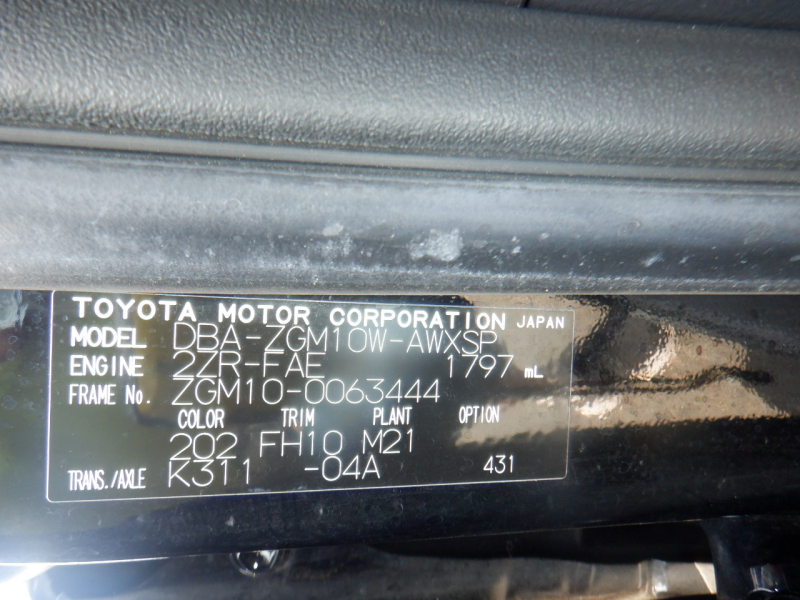 TOYOTA MOTOR CORPORATION JAPAN
MODEL DBA-ZGM10W-AWXSP
ENGINE 2ZR-FAE 1797 mL
FRAME No. ZGM10-0063444
COLOR TRIM PLANT OPTION
202 FH10 M21
TRANS./AXLE K311 -04A 431